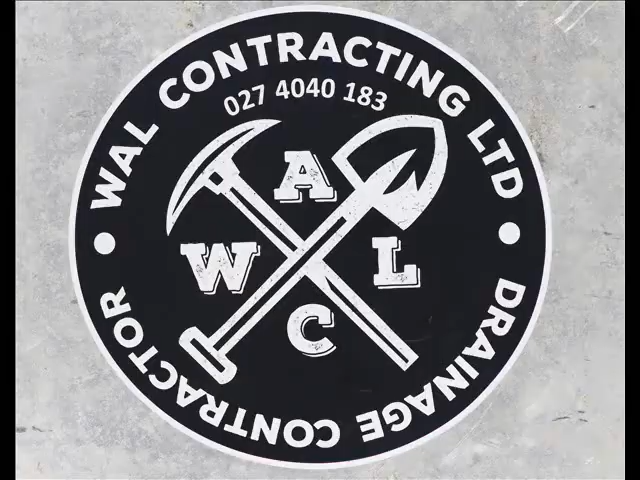 WAL CONTRACTING LTD
027 4040 183
A
W L
C
DRAINAGE CONTRACTOR